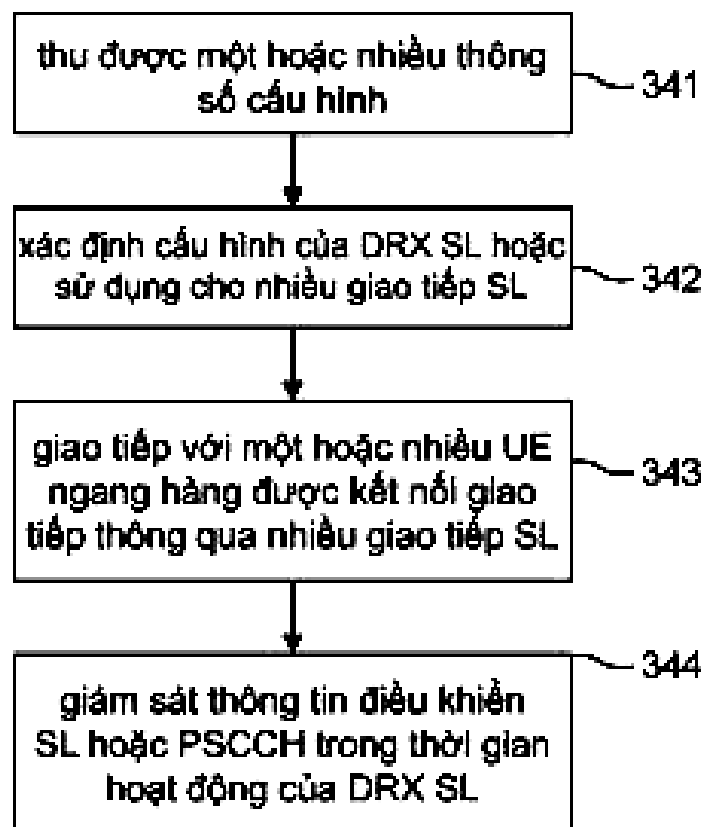 thu được một hoặc nhiều thông
số cấu hình
341
xác định cấu hình của DRX SL hoặc
sử dụng cho nhiều giao tiếp SL
342
giao tiếp với một hoặc nhiều UE
ngang hàng được kết nối giao
tiếp thông qua nhiều giao tiếp SL
343
giám sát thông tin điều khiển
SL hoặc PSCCH trong thời gian
hoạt động của DRX SL
344